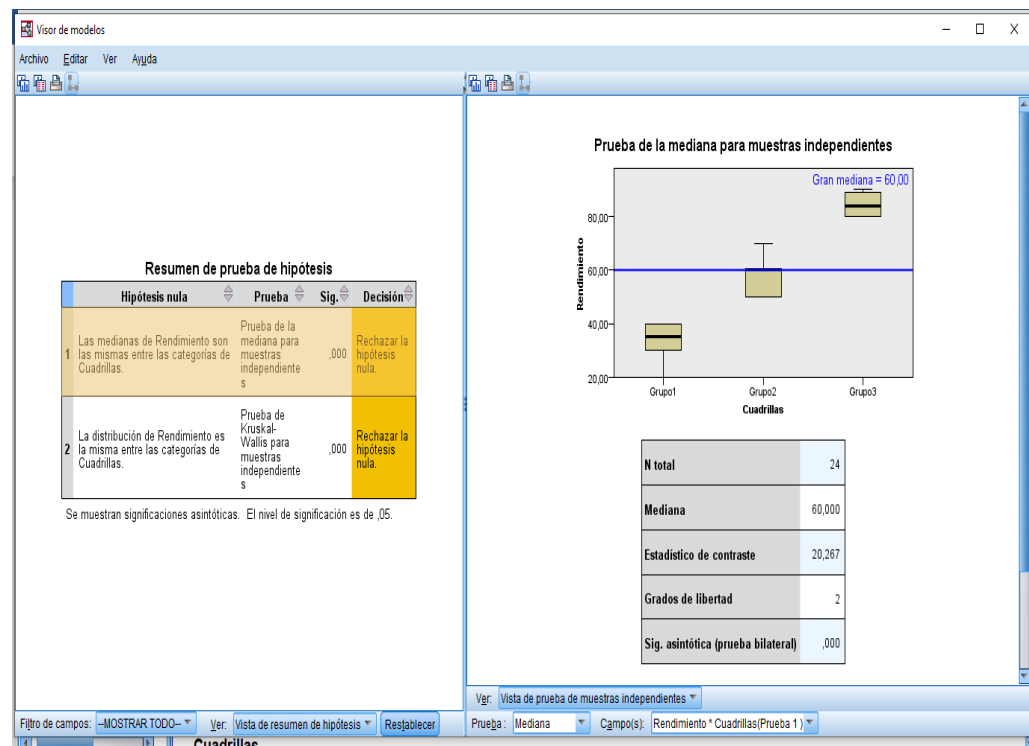 Visor de modelos
Archivo Editar Ver Ayuda
Resumen de prueba de hipótesis
Hipótesis nula Prueba Sig. Decisión
1 Las medianas de Rendimiento son las mismas entre las categorías de Cuadrillas. Prueba de la mediana para muestras independiente s ,000 Rechazar la hipótesis nula.
2 La distribución de Rendimiento es la misma entre las categorías de Cuadrillas. Prueba de Kruskal-Wallis para muestras independiente s ,000 Rechazar la hipótesis nula.
Se muestran significaciones asintóticas. El nivel de significación es de ,05.
Filtro de campos: --MOSTRAR TODO-- Ver: Vista de resumen de hipótesis Restablecer
Prueba de la mediana para muestras independientes
Gran mediana = 60,00
Rendimiento
80,00
60,00
40,00
20,00
Grupo1 Grupo2 Grupo3
Cuadrillas
N total 24
Mediana 60,000
Estadístico de contraste 20,267
Grados de libertad 2
Sig. asintótica (prueba bilateral) ,000
Ver: Vista de prueba de muestras independientes
Prueba: Mediana Campo(s): Rendimiento * Cuadrillas(Prueba 1 )
Cuadrillas